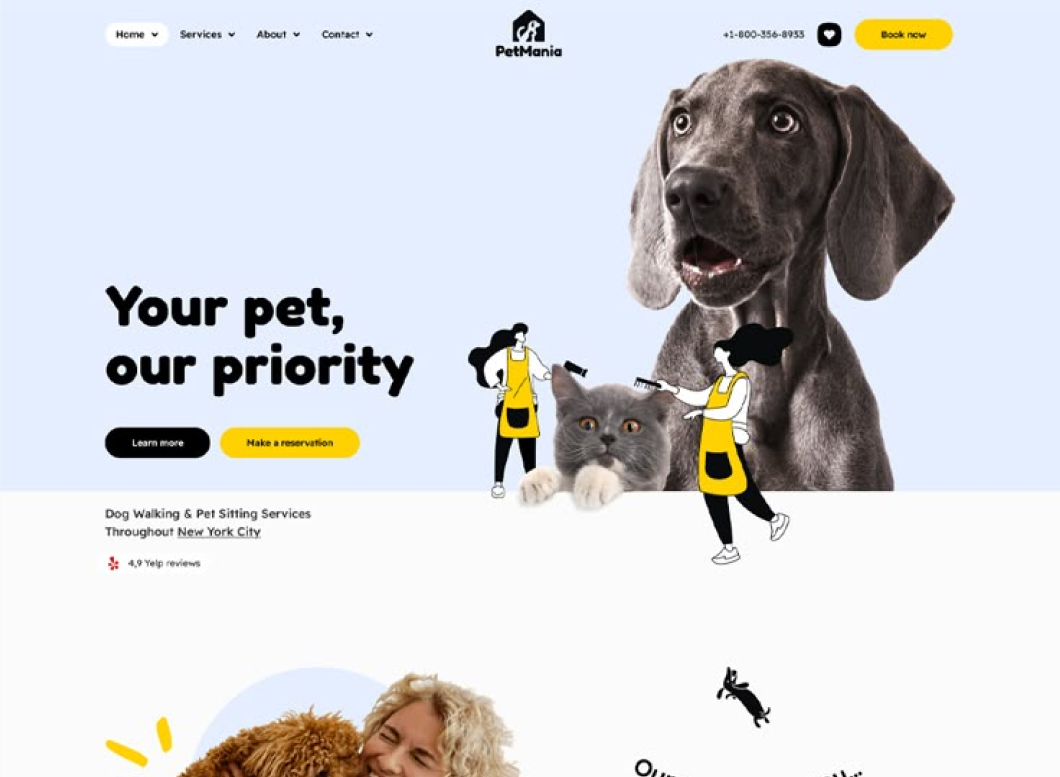 Home
Services
About
Contact
PetMania
+1-800-356-8933
Book now
Your pet,
our priority
Learn more
Make a reservation
Dog Walking & Pet Sitting Services
Throughout New York City
4,9 Yelp reviews